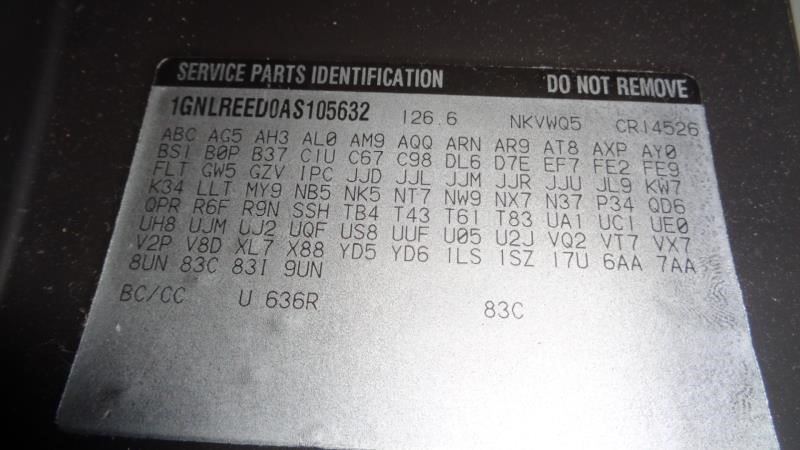 SERVICE PARTS IDENTIFICATION DO NOT REMOVE
1GNLREED0AS105632 126.6 NKVWQ5 CR14526
ABC AG5 AH3 AL0 AM9 AQQ ARN AR9 AT8 AXP AY0
BS1 B0P B37 C1U C67 C98 DL6 D7E EF7 FE2 FE9
FLT GW5 GZV IPC JJD JJL JJM JJR JJU JL9 KW7
K34 LLT MY9 NB5 NK5 NT7 NW9 NX7 N37 P34 QD6
QPR R6F R9N SSH TB4 T43 T61 T83 UA1 UC1 UE0
UH8 UJM UJ2 UQF US8 UUF U05 U2J VQ2 VT7 VX7
V2P V8D XL7 X88 YD5 YD6 1LS 1SZ 17U 6AA 7AA
8UN 83C 83I 9UN
BC/CC U 636R 83C